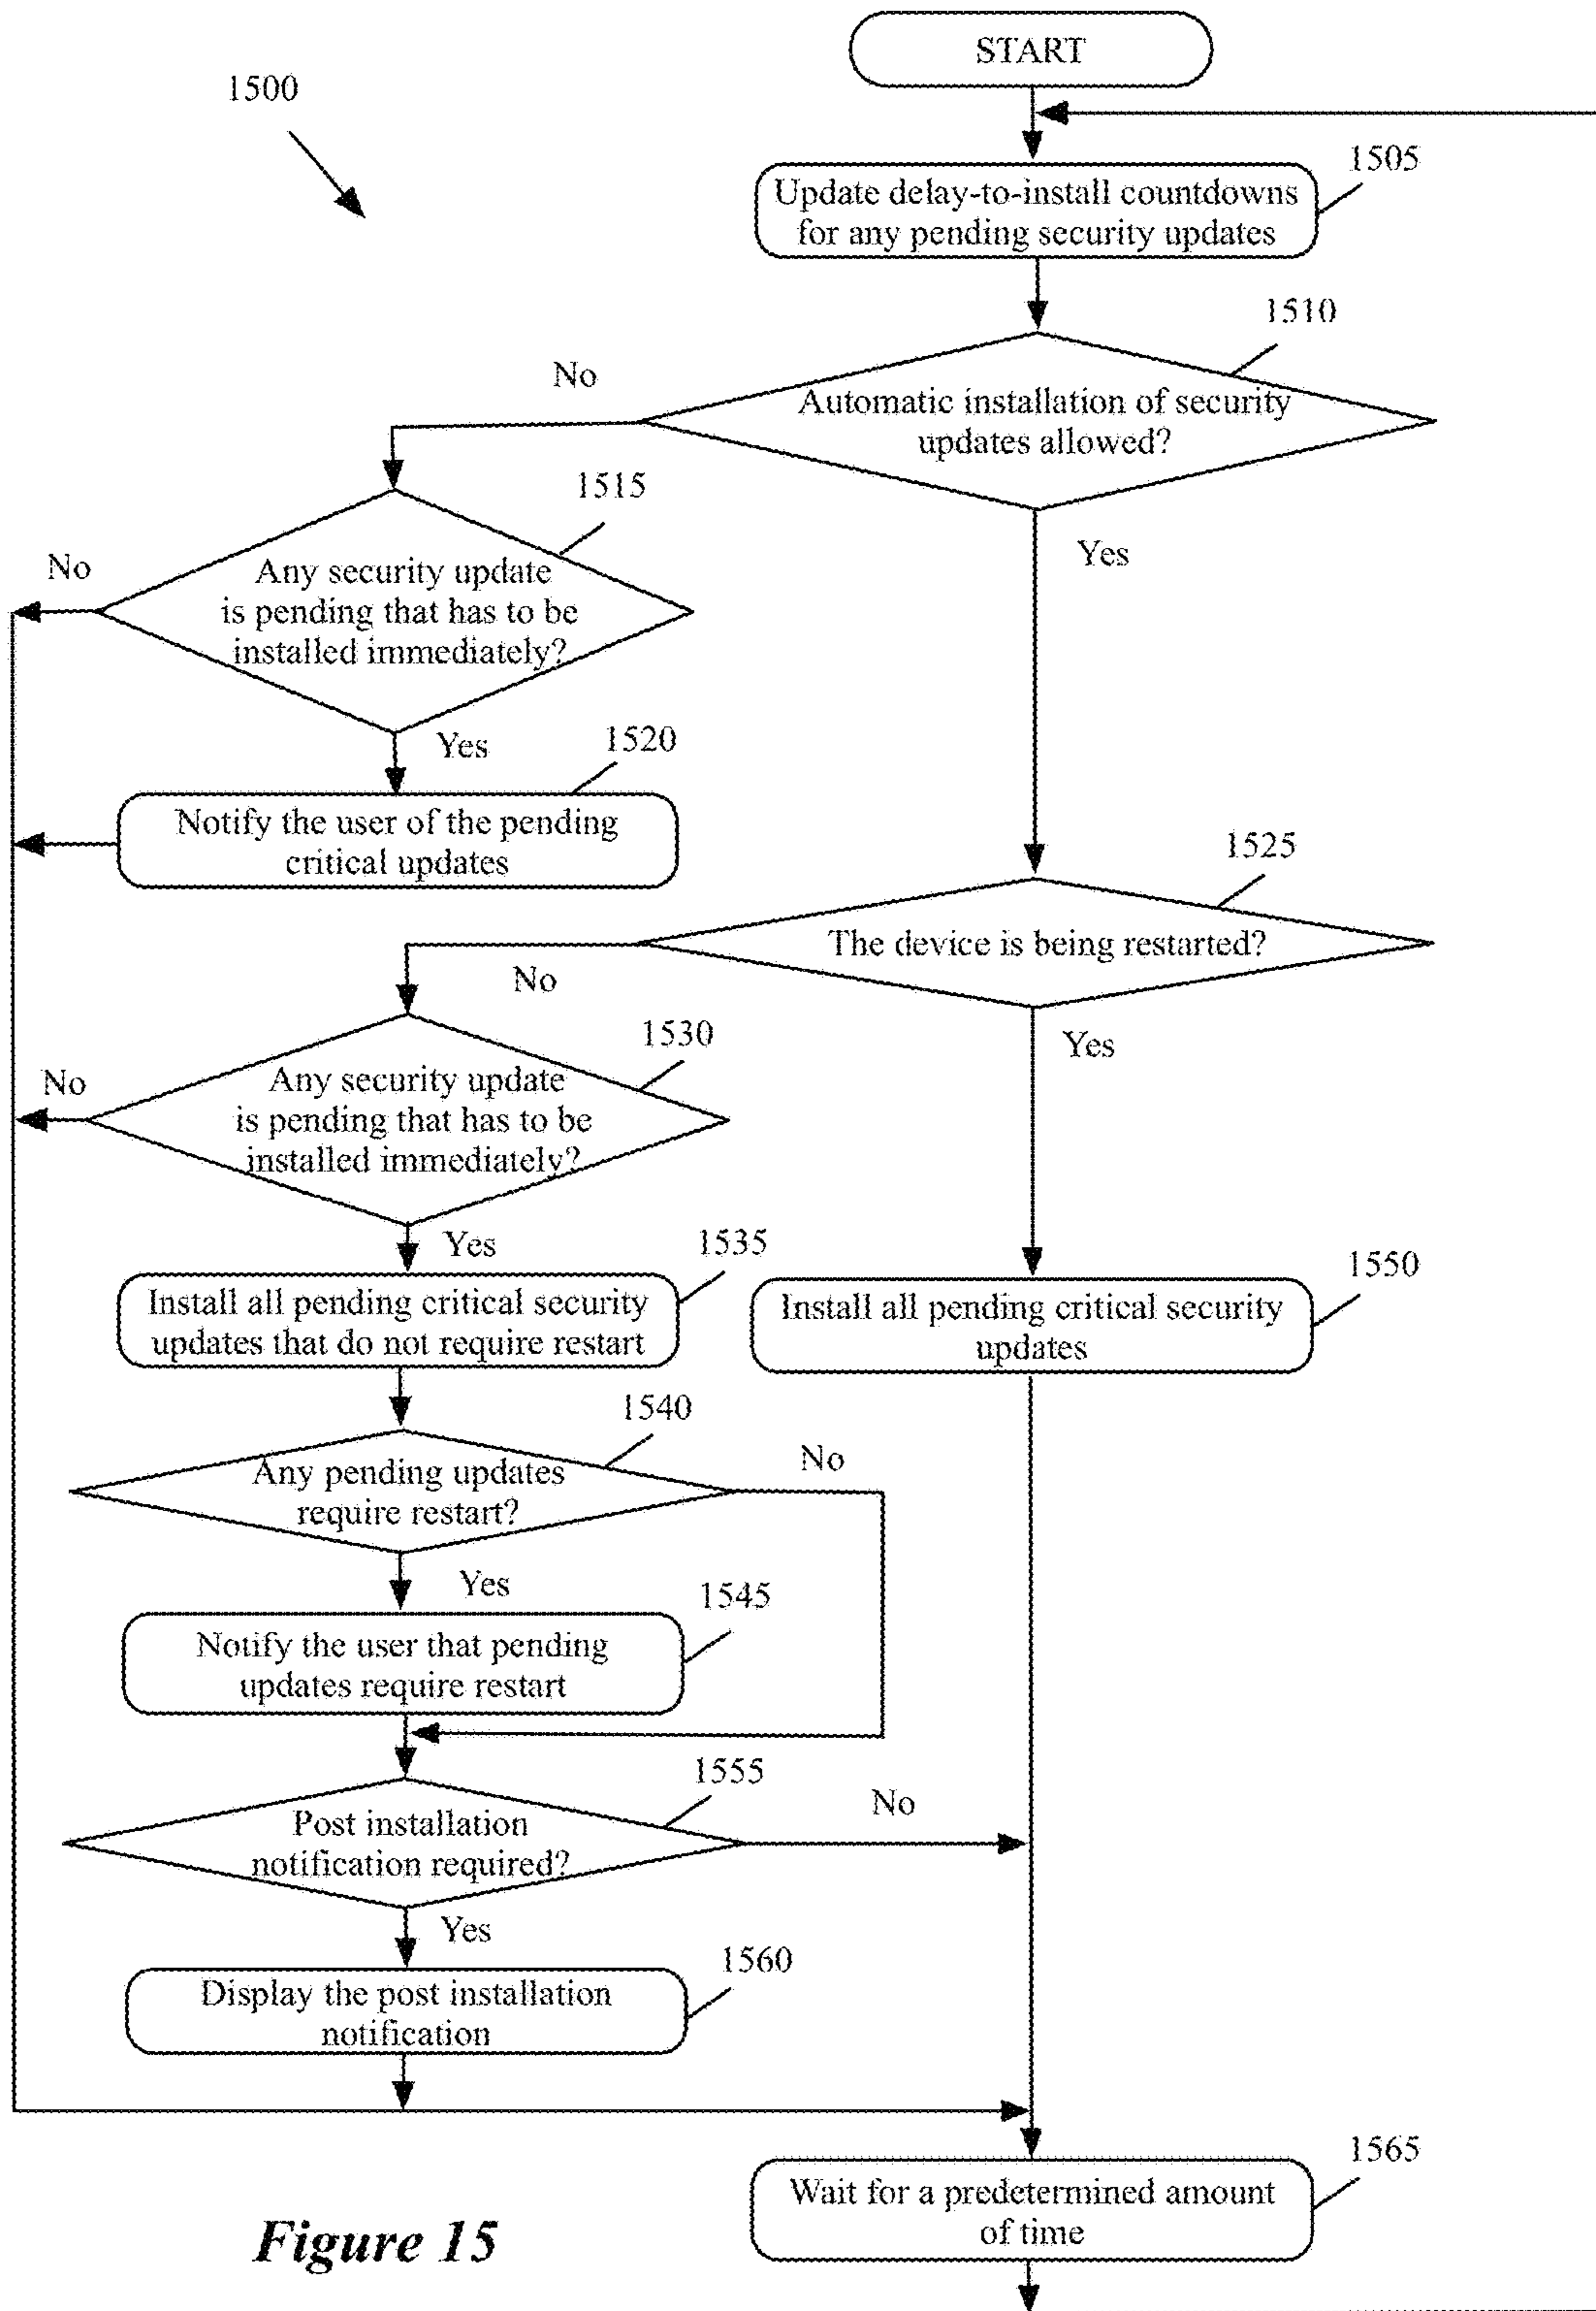 START
1500
1505
Update delay-to-install countdowns
for any pending security updates
1510
No
Automatic installation of security
updates allowed?
1515
Yes
No
Any security update
is pending that has to be
installed immediately?
Yes
1520
Notify the user of the pending
critical updates
1525
The device is being restarted?
No
1530
Yes
No
Any security update
is pending that has to be
installed immediately?
Yes
1535
Install all pending critical security
updates that do not require restart
1550
Install all pending critical security
updates
1540
No
Any pending updates
require restart?
Yes
1545
Notify the user that pending
updates require restart
1555
No
Post installation
notification required?
Yes
1560
Display the post installation
notification
1565
Wait for a predetermined amount
of time
Figure 15